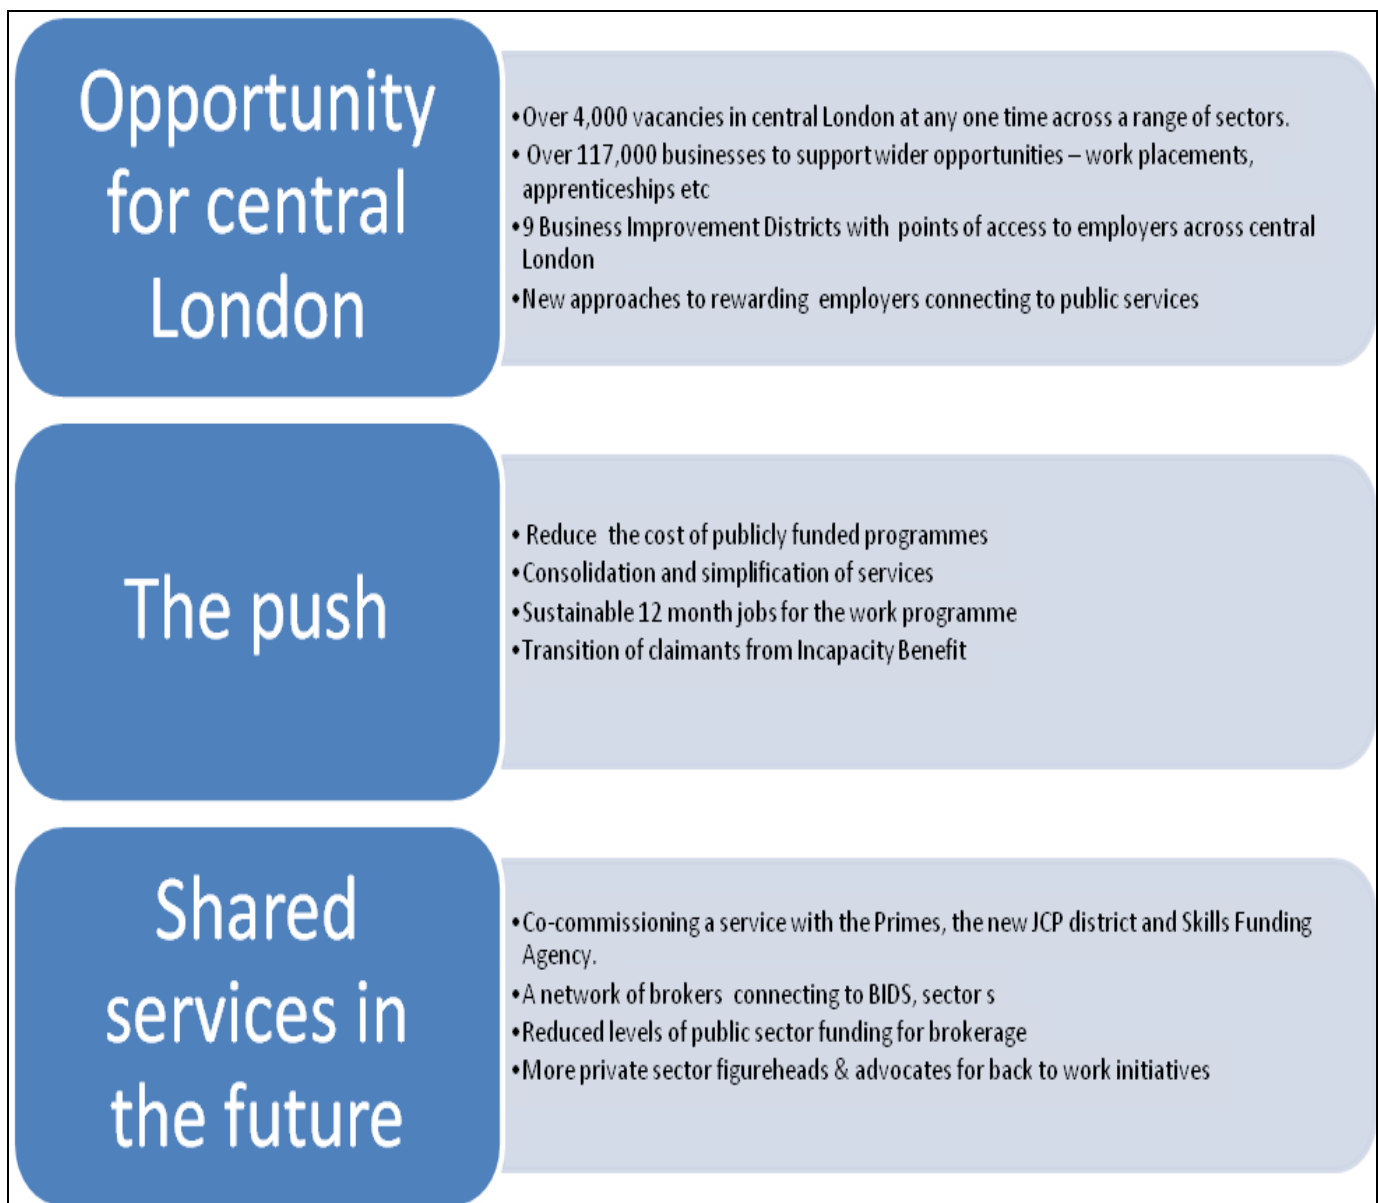 Opportunity
for central
London
•Over 4,000 vacancies in central London at any one time across a range of sectors.
• Over 117,000 businesses to support wider opportunities – work placements,
apprenticeships etc
•9 Business Improvement Districts with points of access to employers across central
London
•New approaches to rewarding employers connecting to public services
The push
• Reduce the cost of publicly funded programmes
•Consolidation and simplification of services
•Sustainable 12 month jobs for the work programme
•Transition of claimants from Incapacity Benefit
Shared
services in
the future
•Co-commissioning a service with the Primes, the new JCP district and Skills Funding
Agency.
•A network of brokers connecting to BIDS, sector s
•Reduced levels of public sector funding for brokerage
•More private sector figureheads & advocates for back to work initiatives